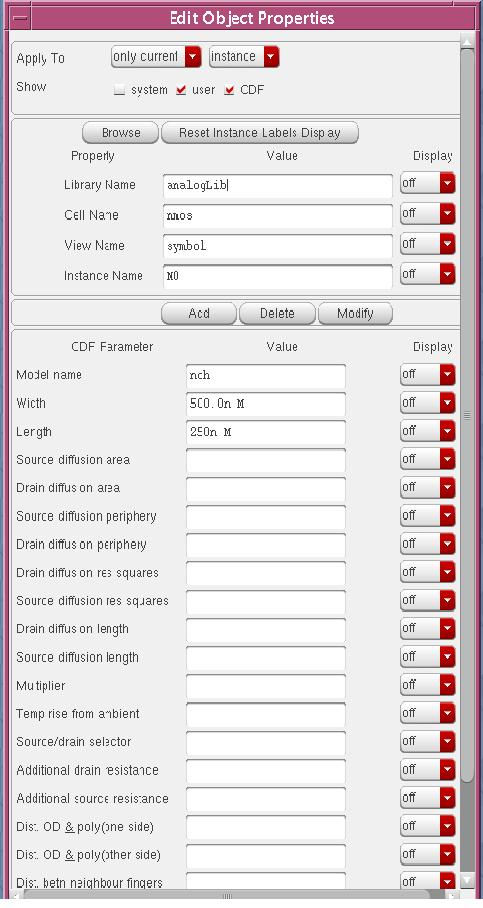 Edit Object Properties
Apply To only current instance
Show system user CDF
Browse Reset Instance Labels Display
Property Value Display
Library Name analogLib off
Cell Name nmos off
View Name symbol off
Instance Name N0 off
Add Delete Modify
CDF Parameter Value Display
Model name nch off
Width 500.0n M off
Length 250n M off
Source diffusion area off
Drain diffusion area off
Source diffusion periphery off
Drain diffusion periphery off
Drain diffusion res squares off
Source diffusion res squares off
Drain diffusion length off
Source diffusion length off
Multiplier off
Temp rise from ambient off
Source/drain selector off
Additional drain resistance off
Additional source resistance off
Dist. OD & poly(one side) off
Dist. OD & poly(other side) off
Dist. betn neighbour fingers off